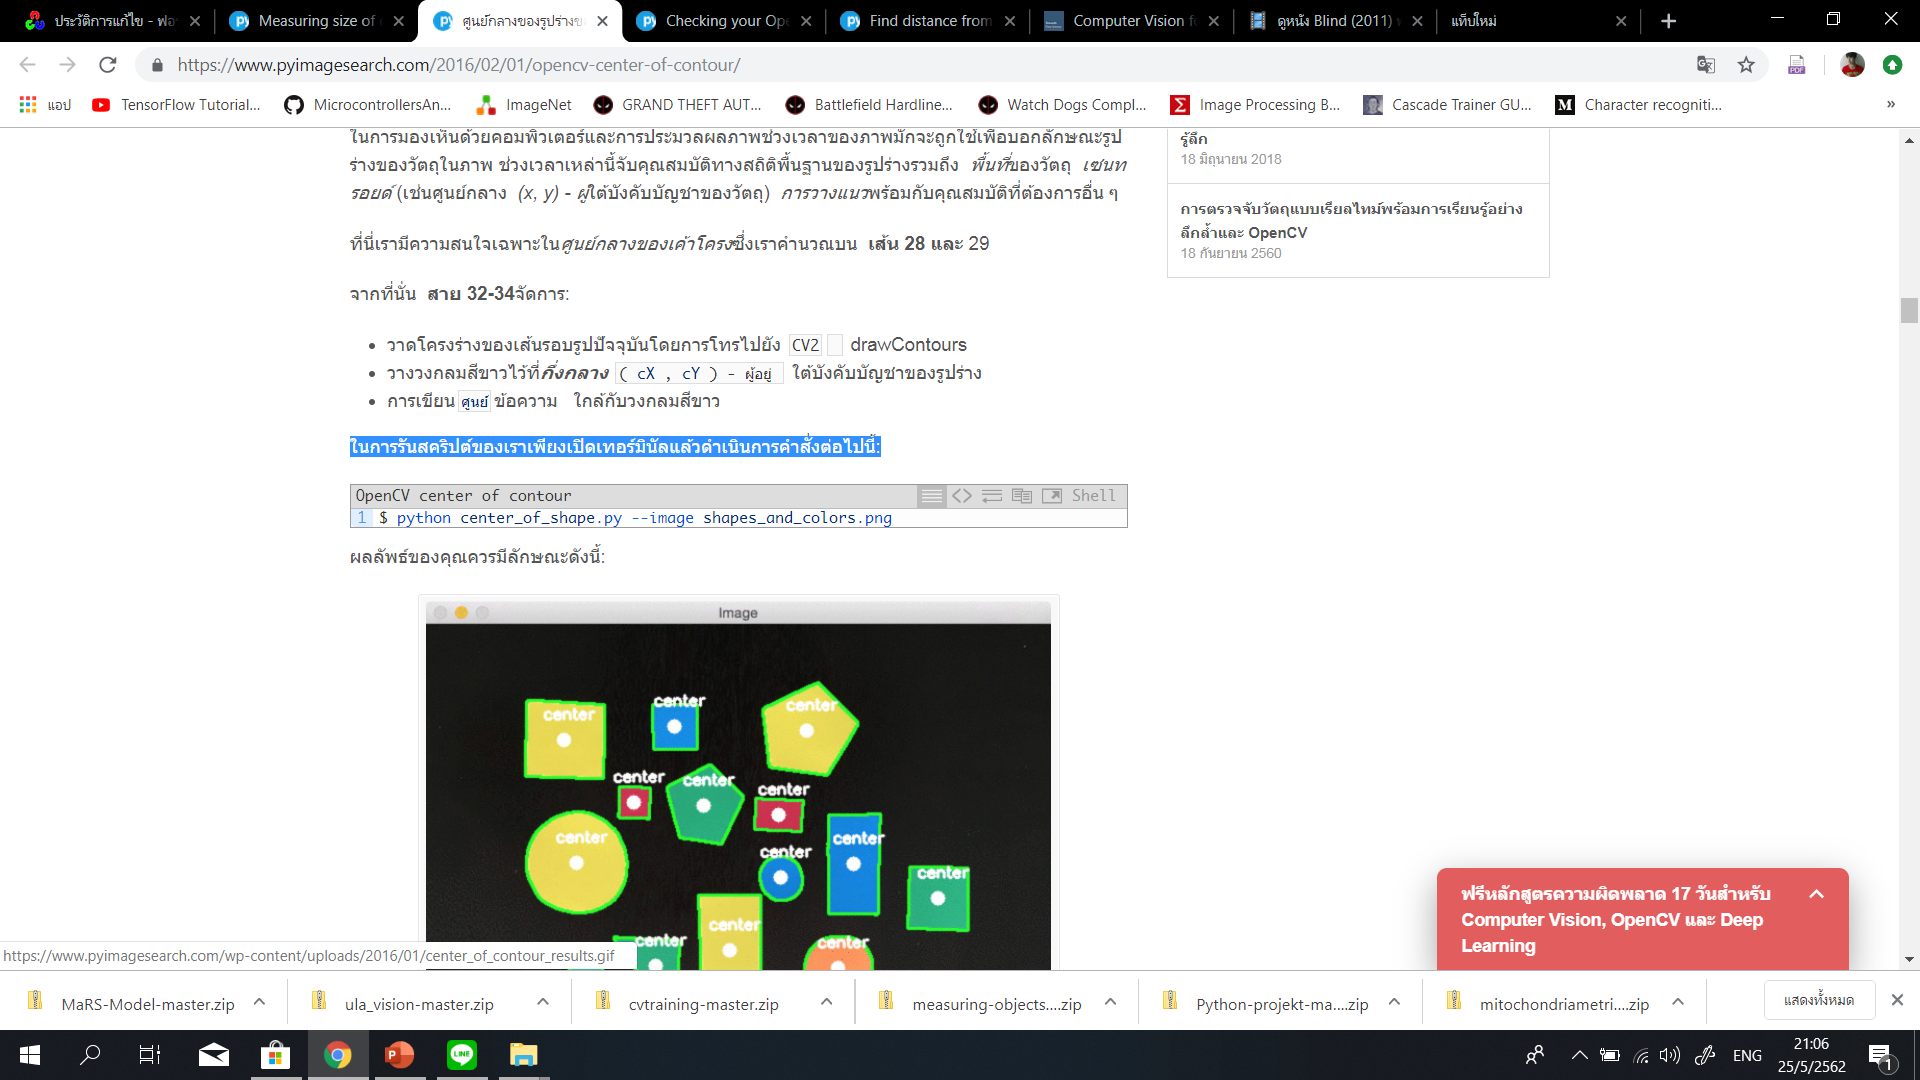 ประวัติการแก้ไข - ฟอ
Measuring size of
ศูนย์กลางของรูปร่างข
Checking your Ope
Find distance from
Computer Vision fo
ดูหนัง Blind (2011)
แท็บใหม่
https://www.pyimagesearch.com/2016/02/01/opencv-center-of-contour/
แอป
TensorFlow Tutorial...
MicrocontrollersAn...
ImageNet
GRAND THEFT AUT...
Battlefield Hardline...
Watch Dogs Compl...
Image Processing B...
Cascade Trainer GU...
Character recogniti...
»
ในการมองเห็นด้วยคอมพิวเตอร์และการประมวลผลภาพช่วงเวลาของภาพมักจะถูกใช้เพื่อบอกลักษณะรูป
ร่างของวัตถุในภาพ ช่วงเวลาเหล่านี้จับคุณสมบัติทางสถิติพื้นฐานของรูปร่างรวมถึง พื้นที่ของวัตถุ เซนท
รอยด์ (เช่นศูนย์กลาง (x, y) - ผู้ใต้บังคับบัญชาของวัตถุ) การวางแนวพร้อมกับคุณสมบัติที่ต้องการอื่น ๆ
ที่นี่เรามีความสนใจเฉพาะในศูนย์กลางของเค้าโครงซึ่งเราคำนวณบน เส้น 28 และ 29
จากที่นั่น สาย 32-34จัดการ:
วาดโครงร่างของเส้นรอบรูปปัจจุบันโดยการโทรไปยัง CV2 drawContours
วางวงกลมสีขาวไว้ที่กึ่งกลาง ( cX , cY ) - ผู้อยู่ ใต้บังคับบัญชาของรูปร่าง
การเขียน ศูนย์ ข้อความ ใกล้กับวงกลมสีขาว
ในการรันสคริปต์ของเราเพียงเปิดเทอร์มินัลแล้วดำเนินการคำสั่งต่อไปนี้:
OpenCV center of contour
Shell
1 $ python center_of_shape.py --image shapes_and_colors.png
ผลลัพธ์ของคุณควรมีลักษณะดังนี้:
Image
center
center
center
center
center
center
center
center
center
center
center
center
center
รู้ลึก
18 มิถุนายน 2018
การตรวจจับวัตถุแบบเรียลไทม์พร้อมการเรียนรู้อย่าง
ลึกล้ำและ OpenCV
18 กันยายน 2560
ฟรีหลักสูตรความผิดพลาด 17 วันสำหรับ
Computer Vision, OpenCV และ Deep
Learning
https://www.pyimagesearch.com/wp-content/uploads/2016/01/center_of_contour_results.gif
MaRS-Model-master.zip
ula_vision-master.zip
cvtraining-master.zip
measuring-objects....zip
Python-projekt-ma....zip
mitochondriametri....zip
แสดงทั้งหมด
ENG
21:06
25/5/2562
1